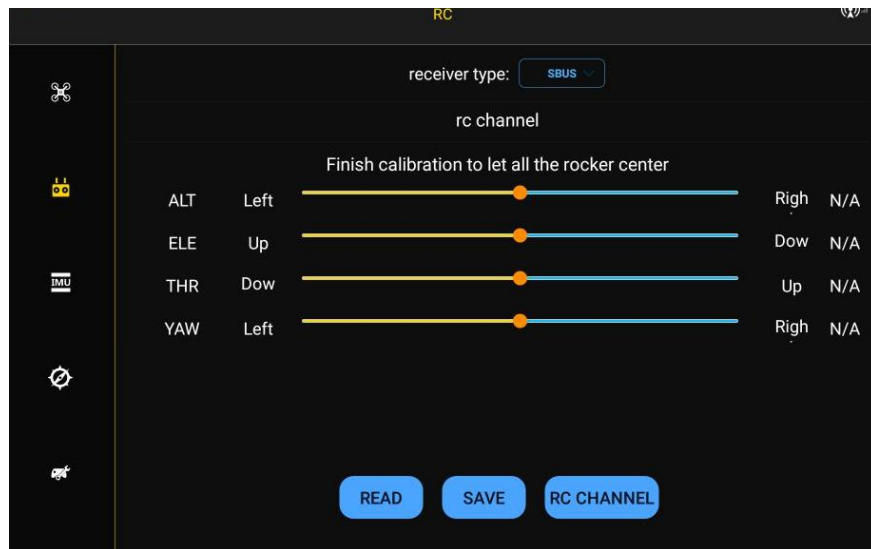 RC
receiver type: SBUS
rc channel
Finish calibration to let all the rocker center
ALT Left Righ N/A
ELE Up Dow N/A
IMU
THR Dow Up N/A
YAW Left Righ N/A
READ SAVE RC CHANNEL